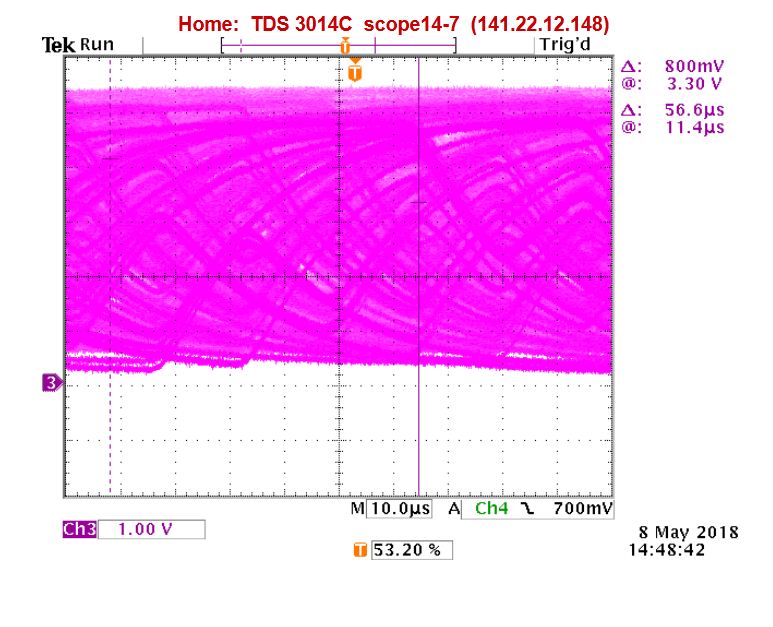 Home: TDS 3014C scope14-7 (141.22.12.148)
Tek Run
Trig'd
T
T
Δ: 800mV
@: 3.30 V
Δ: 56.6µs
@: 11.4µs
3
M 10.0µs A Ch4 700mV
Ch3 1.00 V
T 53.20 %
8 May 2018
14:48:42